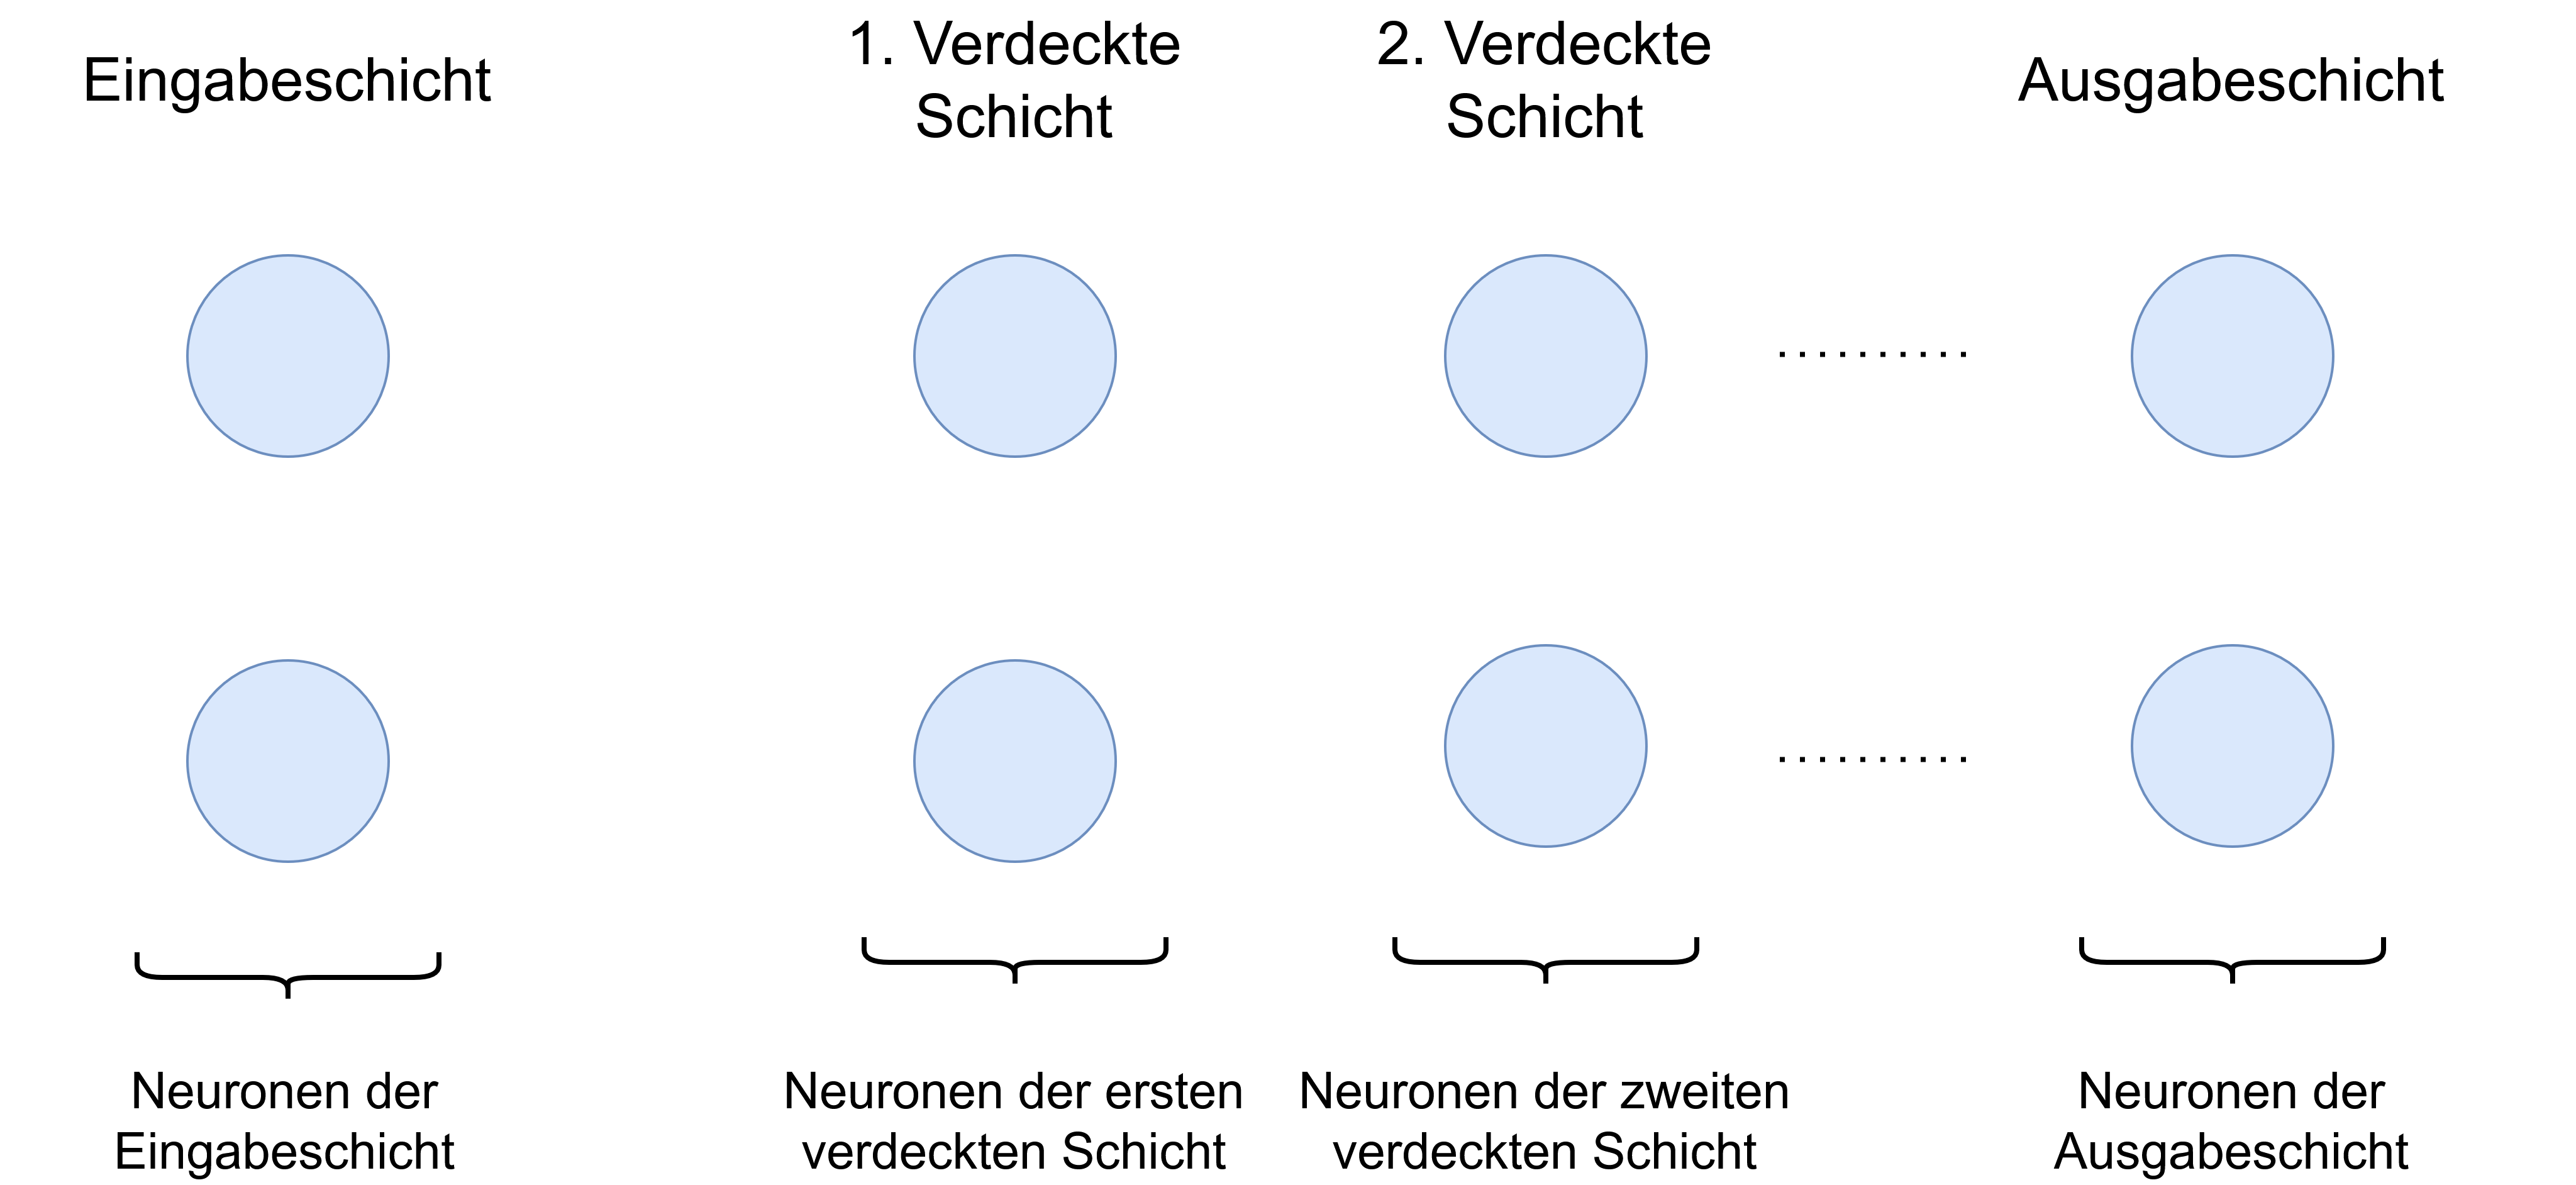 Eingabeschicht
1. Verdeckte
Schicht
2. Verdeckte
Schicht
Ausgabeschicht
..........
..........
Neuronen der
Eingabeschicht
Neuronen der ersten
verdeckten Schicht
Neuronen der zweiten
verdeckten Schicht
Neuronen der
Ausgabeschicht